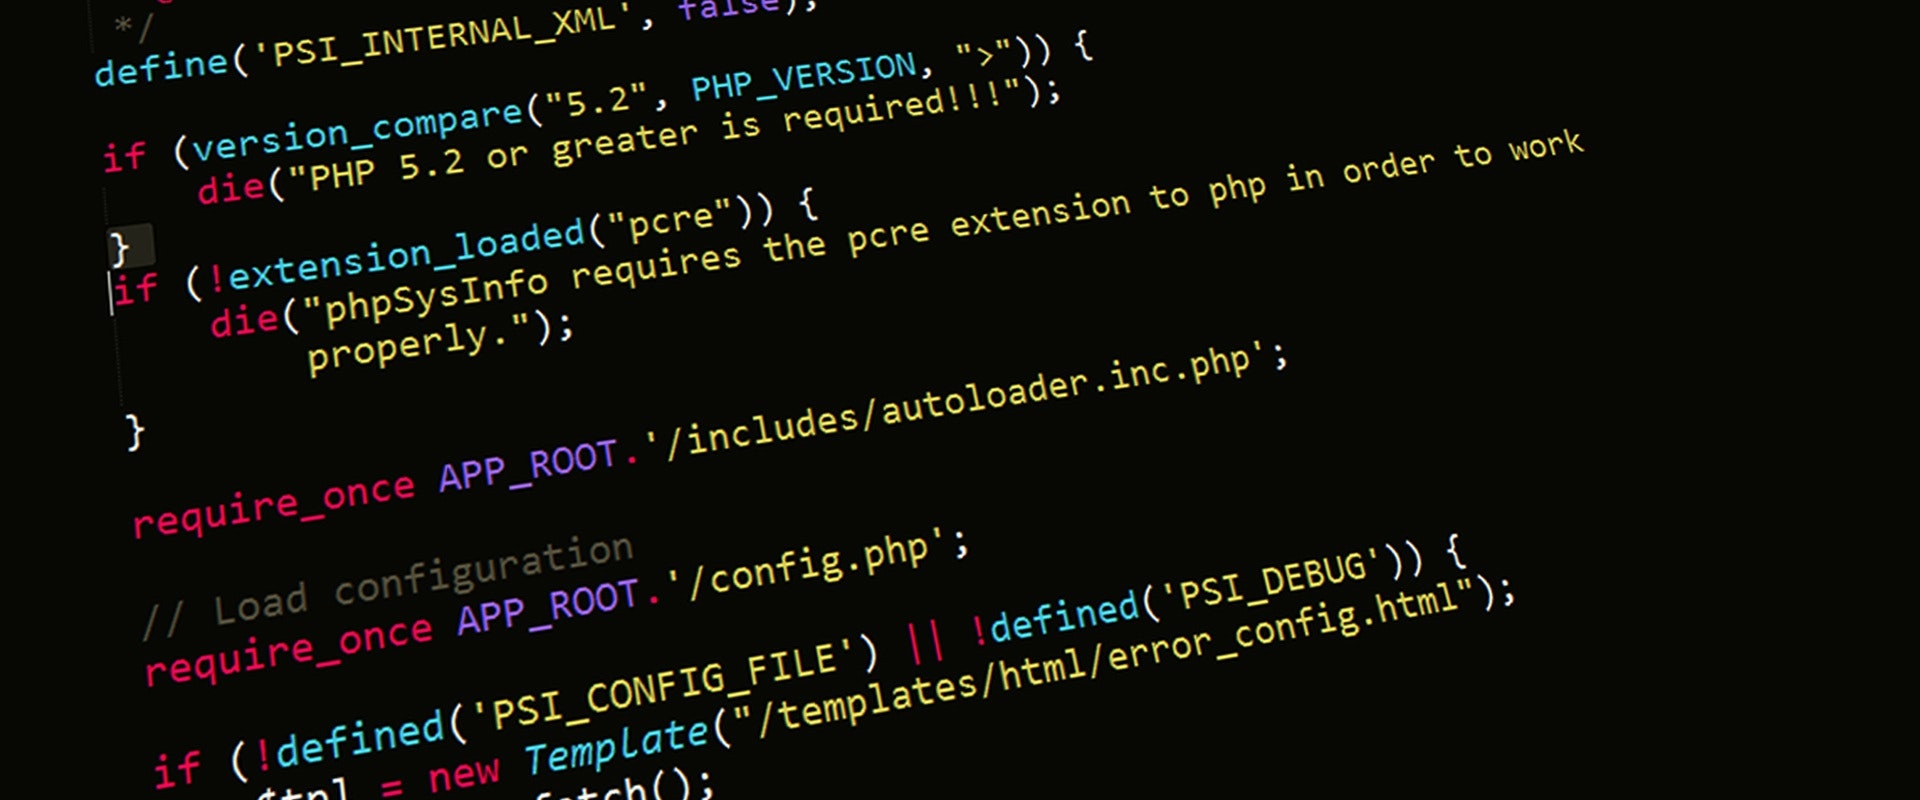 */
define('PSI_INTERNAL_XML', false);
if (version_compare("5.2", PHP_VERSION, ">")) {
die("PHP 5.2 or greater is required!!!");
}
if (!extension_loaded("pcre")) {
die("phpSysInfo requires the pcre extension to php in order to work
properly.");
}
require_once APP_ROOT.'/includes/autoloader.inc.php';
// Load configuration
require_once APP_ROOT.'/config.php';
if (!defined('PSI_CONFIG_FILE') || !defined('PSI_DEBUG')) {
$tpl = new Template("/templates/html/error_config.html");
fetch();